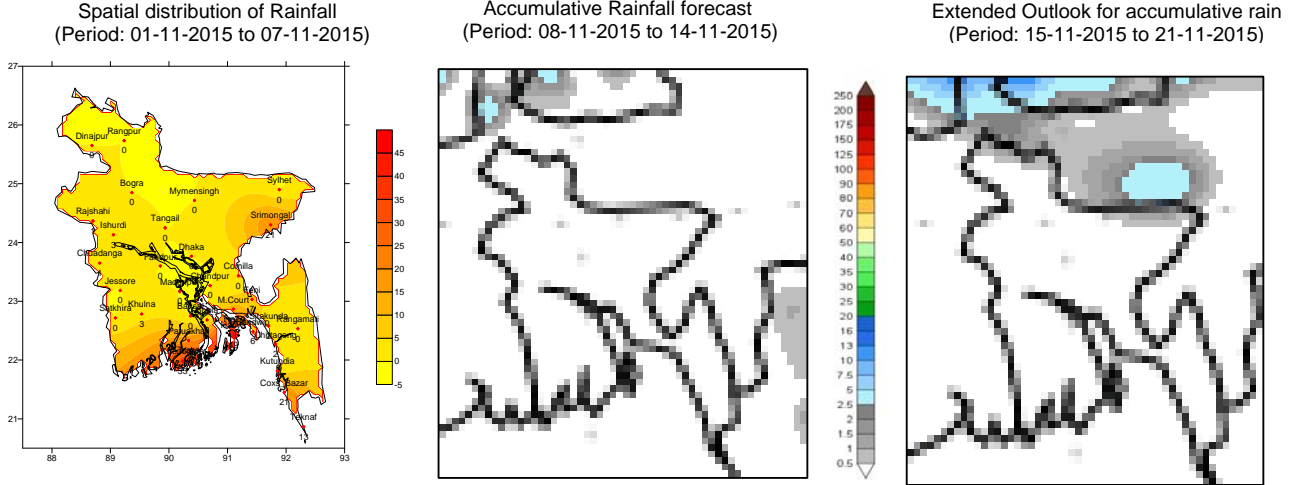 Spatial distribution of Rainfall
(Period: 01-11-2015 to 07-11-2015)
Accumulative Rainfall forecast
(Period: 08-11-2015 to 14-11-2015)
Extended Outlook for accumulative rain
(Period: 15-11-2015 to 21-11-2015)
27
26
25
24
23
22
21
88
89
90
91
92
93
Dinajpur
Rangpur
0
Bogra
0
Mymensingh
0
Sylhet
0
Rajshahi
Ishurdi
3
Tangail
0
Srimongal
21
Dhaka
Chuadanga
0
Comilla
0
Jessore
0
Chandpur
0
Feni
Satkhira
0
Khulna
3
M.Court
Rangamati
0
Kutubdia
Coxs Bazar
21
Teknaf
13
45
40
35
30
25
20
15
10
5
0
-5
250
200
175
150
125
100
90
80
70
60
50
40
30
25
20
16
13
10
7
5
2.5
2
1
0.5